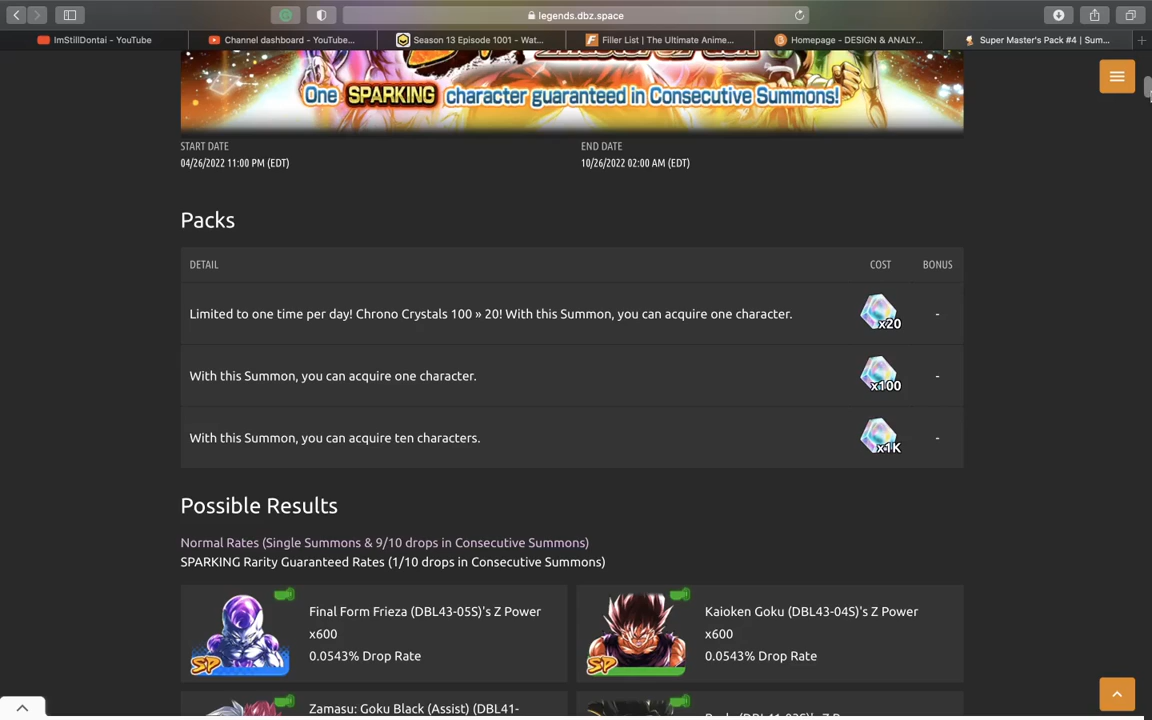 legends.dbz.space
ImStillDontai - YouTube
Channel dashboard - YouTube...
Season 13 Episode 1001 - Wat...
Filler List | The Ultimate Anime...
Homepage - DESIGN & ANALY...
Super Master's Pack #4 | Sum...
One SPARKING character guaranteed in Consecutive Summons!
START DATE
END DATE
04/26/2022 11:00 PM (EDT)
10/26/2022 02:00 AM (EDT)
Packs
DETAIL
COST
BONUS
Limited to one time per day! Chrono Crystals 100 » 20! With this Summon, you can acquire one character.
x20
-
With this Summon, you can acquire one character.
x100
-
With this Summon, you can acquire ten characters.
x1K
-
Possible Results
Normal Rates (Single Summons & 9/10 drops in Consecutive Summons)
SPARKING Rarity Guaranteed Rates (1/10 drops in Consecutive Summons)
Final Form Frieza (DBL43-05S)'s Z Power
x600
0.0543% Drop Rate
SP
Kaioken Goku (DBL43-04S)'s Z Power
x600
0.0543% Drop Rate
SP
Zamasu: Goku Black (Assist) (DBL41-